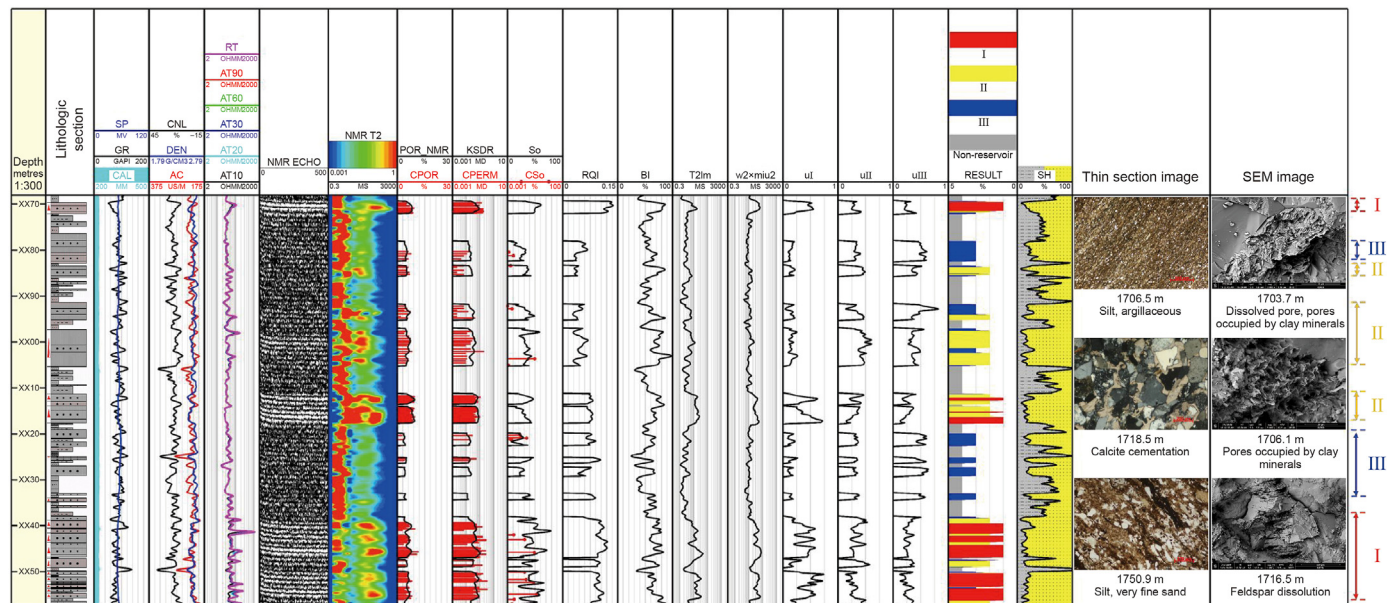 RT
2 OHMM2000
AT90
2 OHMM2000
AT60
2 OHMM2000
SP CNL AT30
0 MV 120 45 % -15 2 OHMM2000
GR DEN AT20
0 GAPI 200 1.79 G/CM3 2.79 2 OHMM2000
CAL AC AT10
200 MM 500 375 US/M 175 2 OHMM2000
Depth
metres
1:300
Lithologic
section
NMR ECHO
0 500
NMR T2
0.001 1
0.3 MS 3000
POR_NMR KSDR So
0 % 30 0.001 MD 10 0 % 100
CPOR CPERM CSo
0 % 30 0.001 MD 10 0.001 % 100
RQI
0 0.15
BI
0 % 100
T2lm
0.3 MS 3000
w2×miu2
0.3 MS 3000
uI
0 1
uII
0 1
uIII
0 1
I
II
III
Non-reservoir
RESULT
5 0
SH
0 % 100
Thin section image
SEM image
XX70
XX80
XX90
XX00
XX10
XX20
XX30
XX40
XX50
1706.5 m
Silt, argillaceous
1718.5 m
Calcite cementation
1750.9 m
Silt, very fine sand
1703.7 m
Dissolved pore, pores
occupied by clay minerals
1706.1 m
Pores occupied by clay
minerals
1716.5 m
Feldspar dissolution
I
III
II
II
II
III
I